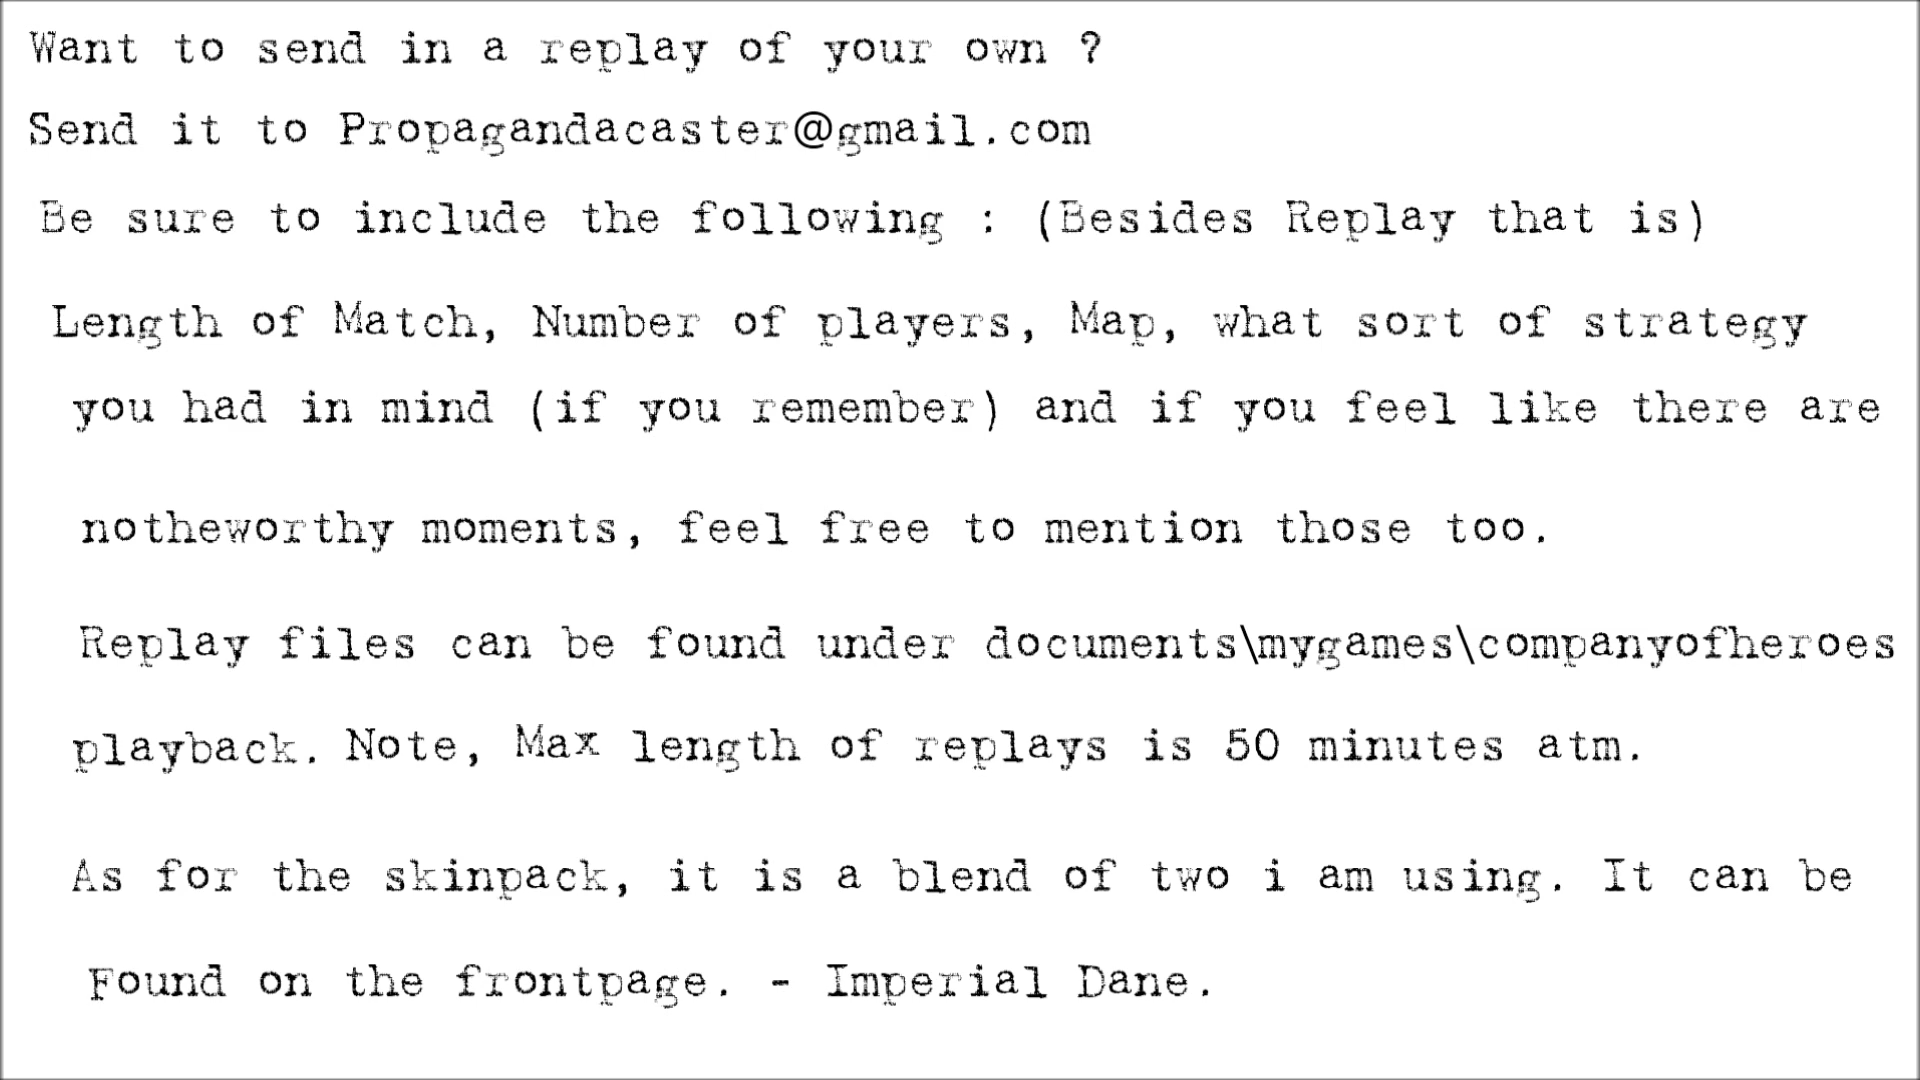 Want to send in a replay of your own ?
Send it to Propagandacaster@gmail.com
Be sure to include the following : (Besides Replay that is)
Length of Match, Number of players, Map, what sort of strategy
you had in mind (if you remember) and if you feel like there are
notheworthy moments, feel free to mention those too.
Replay files can be found under documents\mygames\companyofheroes
playback. Note, Max length of replays is 50 minutes atm.
As for the skinpack, it is a blend of two i am using. It can be
Found on the frontpage. - Imperial Dane.